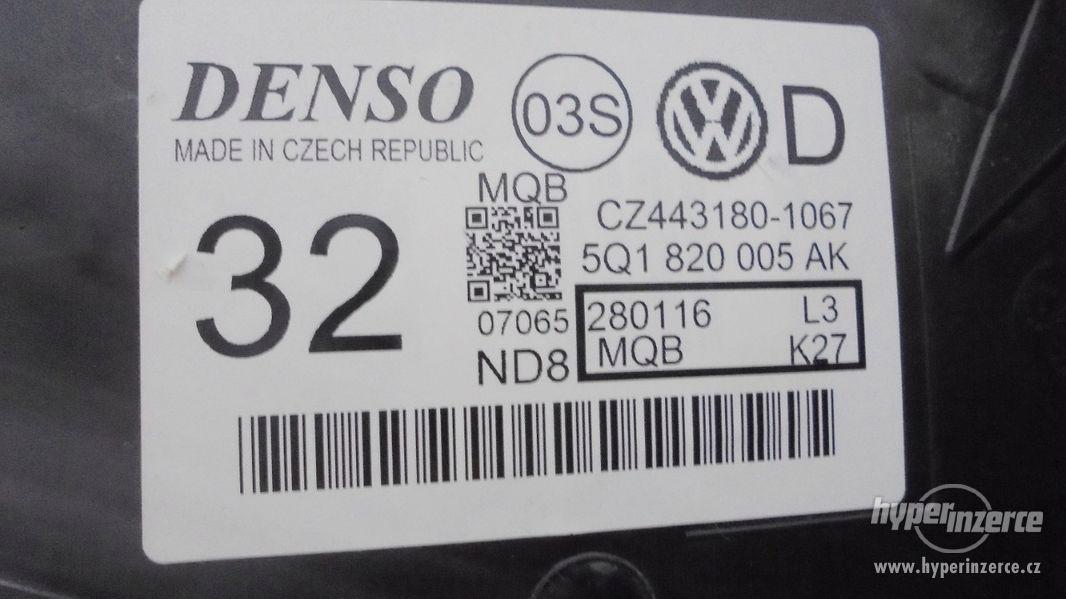 DENSO 03S VW D
MADE IN CZECH REPUBLIC
MQB
32
CZ443180-1067
5Q1 820 005 AK
07065
280116 L3
MQB K27
ND8
hyperinzerce
www.hyperinzerce.cz